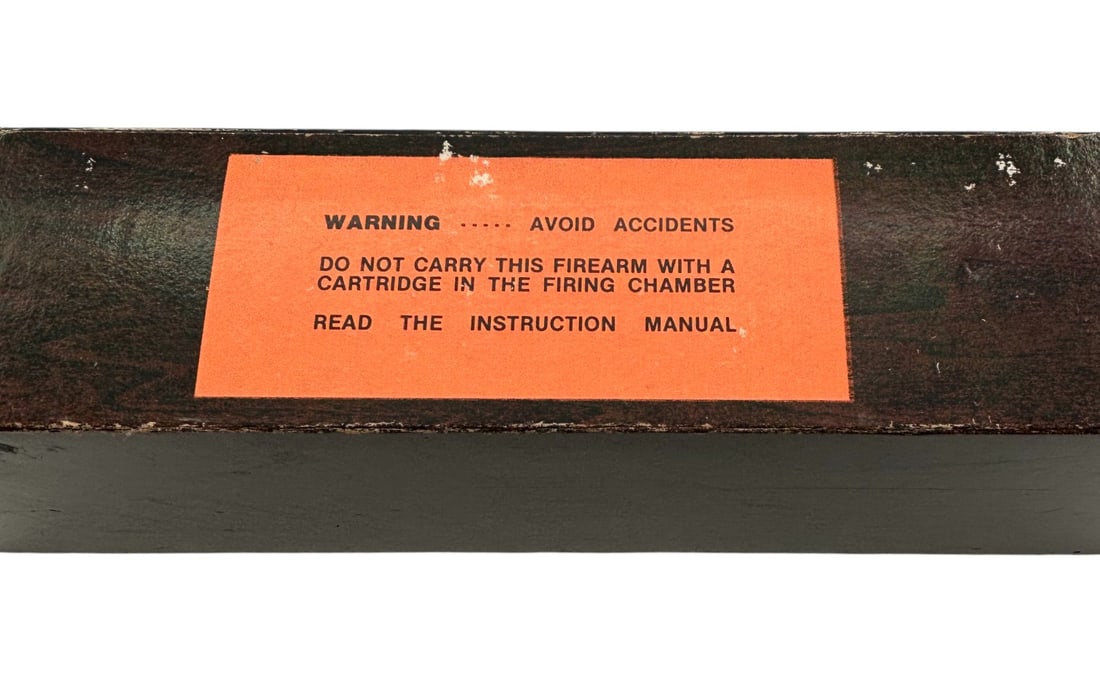 WARNING ..... AVOID ACCIDENTS
DO NOT CARRY THIS FIREARM WITH A
CARTRIDGE IN THE FIRING CHAMBER
READ THE INSTRUCTION MANUAL